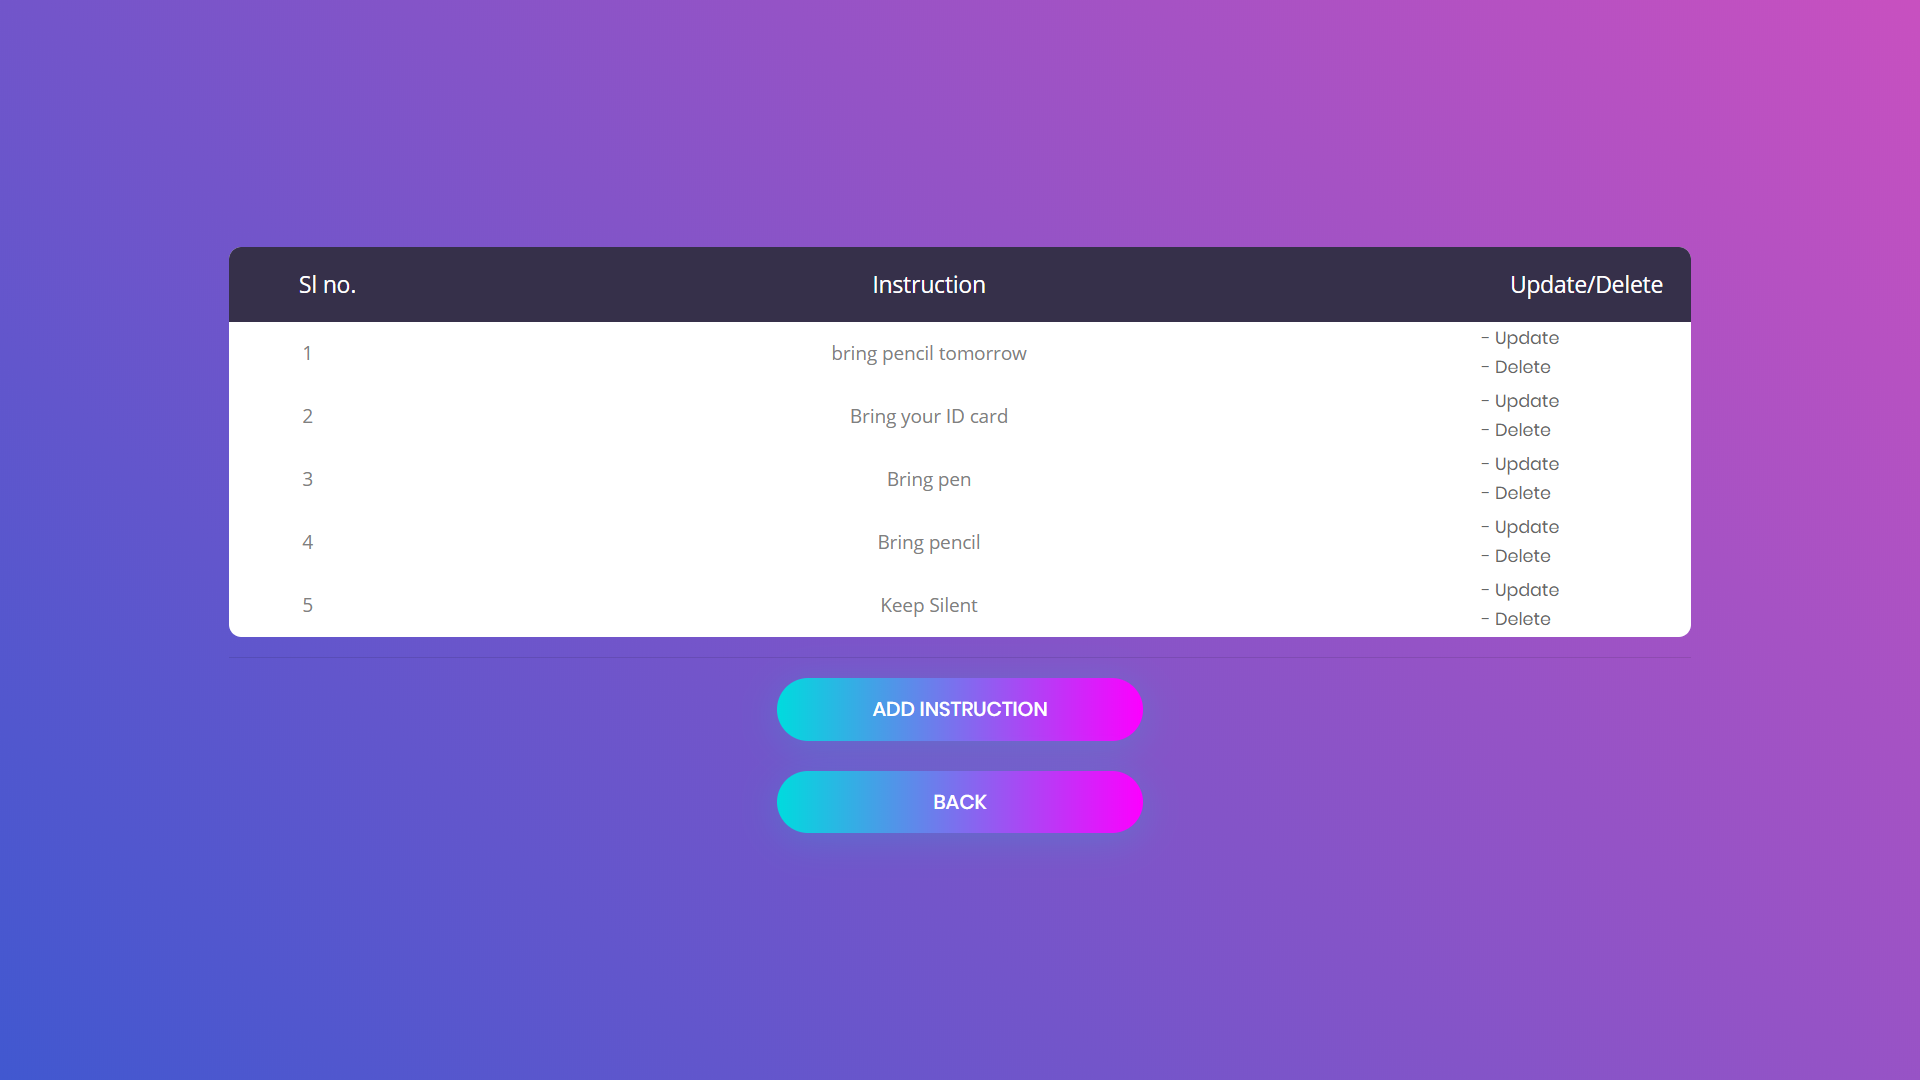 Sl no. Instruction Update/Delete
1 bring pencil tomorrow - Update
- Delete
2 Bring your ID card - Update
- Delete
3 Bring pen - Update
- Delete
4 Bring pencil - Update
- Delete
5 Keep Silent - Update
- Delete
ADD INSTRUCTION
BACK